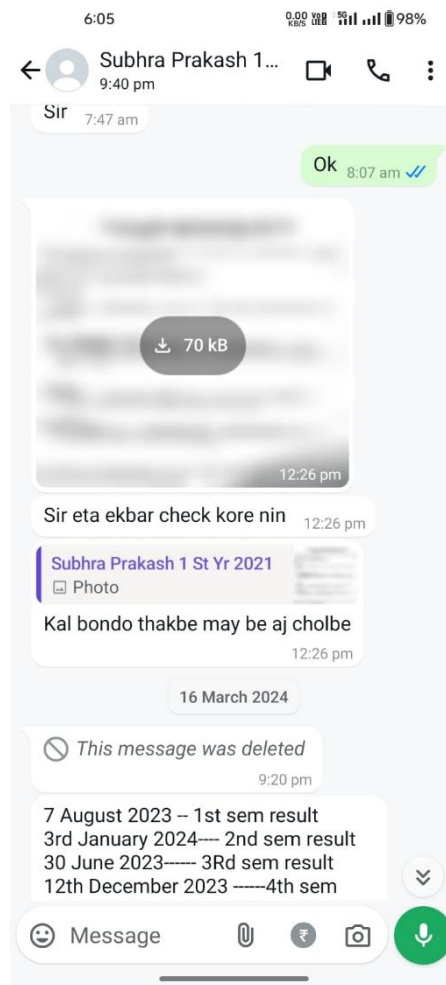 6:05
0.00 KB/S
5G
98%
Subhra Prakash 1...
9:40 pm
Sir
7:47 am
Ok
8:07 am
70 kB
12:26 pm
Sir eta ekbar check kore nin
12:26 pm
Subhra Prakash 1 St Yr 2021
Photo
Kal bondo thakbe may be aj cholbe
12:26 pm
16 March 2024
This message was deleted
9:20 pm
7 August 2023 -- 1st sem result
3rd January 2024---- 2nd sem result
30 June 2023------ 3Rd sem result
12th December 2023 ------4th sem
Message
₹